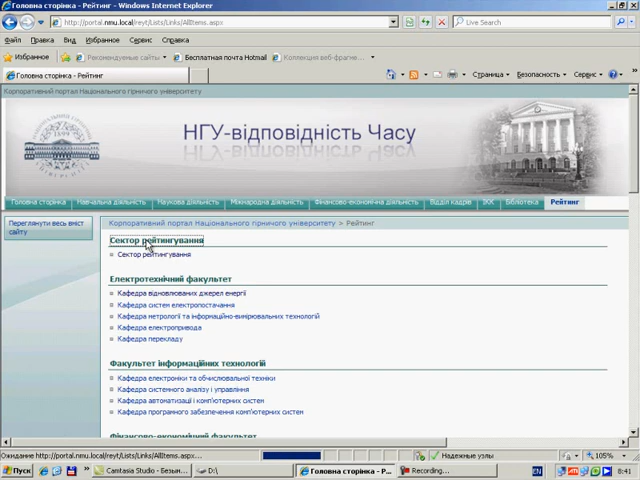 Головна сторінка - Рейтинг - Windows Internet Explorer
http://portal.nmu.local/reyt/Lists/Links/AllItems.aspx
Live Search
Файл Правка Вид Избранное Сервис Справка
Избранное Рекомендуемые сайты Бесплатная почта Hotmail Коллекция веб-фрагме...
Головна сторінка - Рейтинг
Страница Безопасность Сервис
Корпоративний портал Національного гірничого університету
1899
НГУ-відповідність Часу
Головна сторінка Навчальна діяльність Наукова діяльність Міжнародна діяльність Фінансово-економічна діяльність Відділ кадрів ІКК Бібліотека Рейтинг
Переглянути весь вміст сайту
Корпоративний портал Національного гірничого університету > Рейтинг
Сектор рейтингування
Сектор рейтингування
Електротехнічний факультет
Кафедра відновлюваних джерел енергії
Кафедра систем електропостачання
Кафедра метрології та інформаційно-вимірювальних технологій
Кафедра електропривода
Кафедра перекладу
Факультет інформаційних технологій
Кафедра електроніки та обчислювальної техніки
Кафедра системного аналізу і управління
Кафедра автоматизації і комп'ютерних систем
Кафедра програмного забезпечення комп'ютерних систем
Фінансово-економічний факультет
Ожидание http://portal.nmu.local/reyt/Lists/Links/AllItems.aspx...
Надежные узлы
105%
Пуск
Camtasia Studio - Безым...
D:\
Головна сторінка - Р...
Recording...
EN
8:41